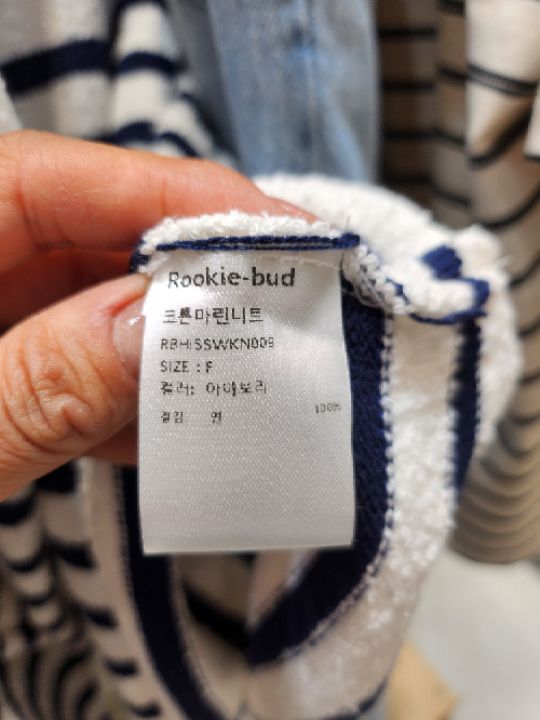 Rookie-bud
코튼마린니트
RBHISSWKN009
SIZE : F
컬러: 아이보리
겉감 면 100%